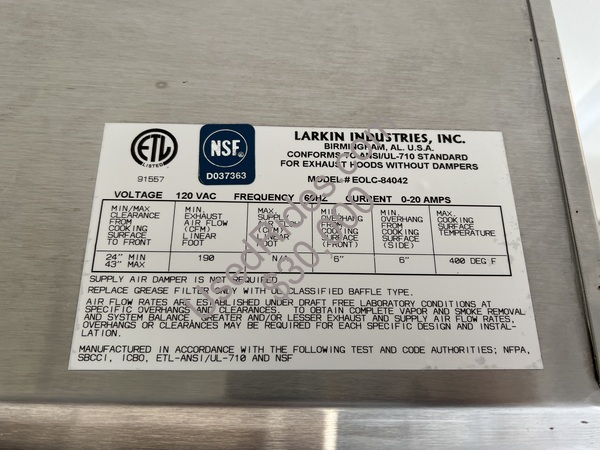 ETL
LISTED
91557
NSF
D037363
LARKIN INDUSTRIES, INC.
BIRMINGHAM, AL. U.S.A.
CONFORMS TO ANSI/UL-710 STANDARD
FOR EXHAUST HOODS WITHOUT DAMPERS
MODEL # EOLC-84042
VOLTAGE 120 VAC FREQUENCY 60HZ CURRENT 0-20 AMPS
MIN/MAX CLEARANCE FROM COOKING SURFACE TO FRONT
MIN. EXHAUST AIR FLOW (CFM) LINEAR FOOT
MAX. SUPPLY AIR FLOW (CFM) LINEAR FOOT
MIN. OVERHANG FROM COOKING SURFACE (FRONT)
MIN. OVERHANG FROM COOKING SURFACE (SIDE)
MAX. COOKING SURFACE TEMPERATURE
24" MIN 190 N/A 6" 6" 400 DEG F
43" MAX
SUPPLY AIR DAMPER IS NOT REQUIRED.
REPLACE GREASE FILTER ONLY WITH UL CLASSIFIED BAFFLE TYPE.
AIR FLOW RATES ARE ESTABLISHED UNDER DRAFT FREE LABORATORY CONDITIONS AT
SPECIFIC OVERHANGS AND CLEARANCES. TO OBTAIN COMPLETE VAPOR AND SMOKE REMOVAL
AND SYSTEM BALANCE, GREATER AND/OR LESSER EXHAUST AND SUPPLY AIR FLOW RATES,
OVERHANGS OR CLEARANCES MAY BE REQUIRED FOR EACH SPECIFIC DESIGN AND INSTAL-
LATION.
MANUFACTURED IN ACCORDANCE WITH THE FOLLOWING TEST AND CODE AUTHORITIES; NFPA,
SBCCI, ICBO, ETL-ANSI/UL-710 AND NSF